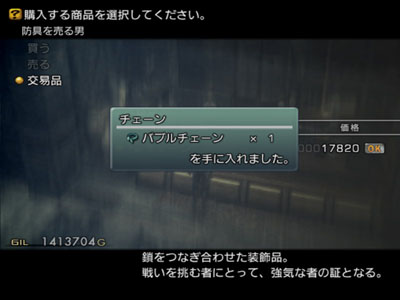 購入する商品を選択してください。
防具を売る男
買う
売る
交易品
チェーン
バブルチェーン × 1
を手に入れました。
価格
17820 OK
GIL 1413704G
鎖をつなぎ合わせた装飾品。
戦いを挑む者にとって、強気な者の証となる。